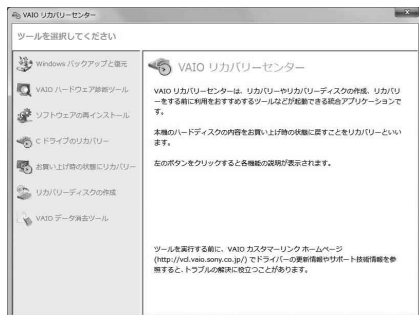 VAIO リカバリーセンター
ツールを選択してください
Windows バックアップと復元
VAIO ハードウェア診断ツール
ソフトウェアの再インストール
C ドライブのリカバリー
お買い上げ時の状態にリカバリー
リカバリーディスクの作成
VAIO データ消去ツール
VAIO リカバリーセンター
VAIO リカバリーセンターは、リカバリーやリカバリーディスクの作成、リカバリ
ーをする前に利用をおすすめするツールなどが起動できる統合アプリケーションで
す。
本機のハードディスクの内容をお買い上げ時の状態に戻すことをリカバリーといい
ます。
左のボタンをクリックすると各機能の説明が表示されます。
ツールを実行する前に、VAIO カスタマーリンク ホームページ
(http://vcl.vaio.sony.co.jp/) でドライバーの更新情報やサポート技術情報を参
照すると、トラブルの解決に役立つことがあります。